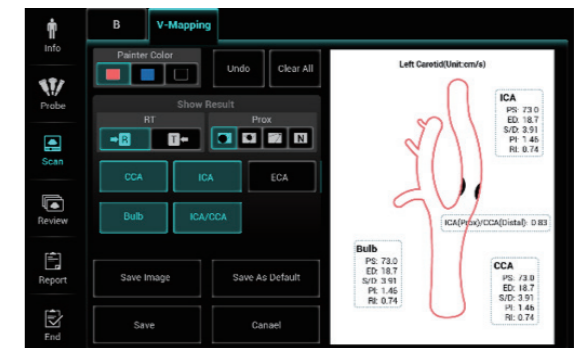 B
V-Mapping
Info
Probe
Scan
Review
Report
End
Painter Color
Undo
Clear All
Show Result
RT
Prox
R
T
N
CCA
ICA
ECA
Bulb
ICA/CCA
Save Image
Save As Default
Save
Canael
Left Carotid(Unit:cm/s)
ICA
PS: 73.0
ED: 18.7
S/D: 3.91
PI: 1.46
RI: 0.74
ICA(Prox)/CCA(Distal): 0.83
Bulb
PS: 73.0
ED: 18.7
S/D: 3.91
PI: 1.46
RI: 0.74
CCA
PS: 73.0
ED: 18.7
S/D: 3.91
PI: 1.46
RI: 0.74